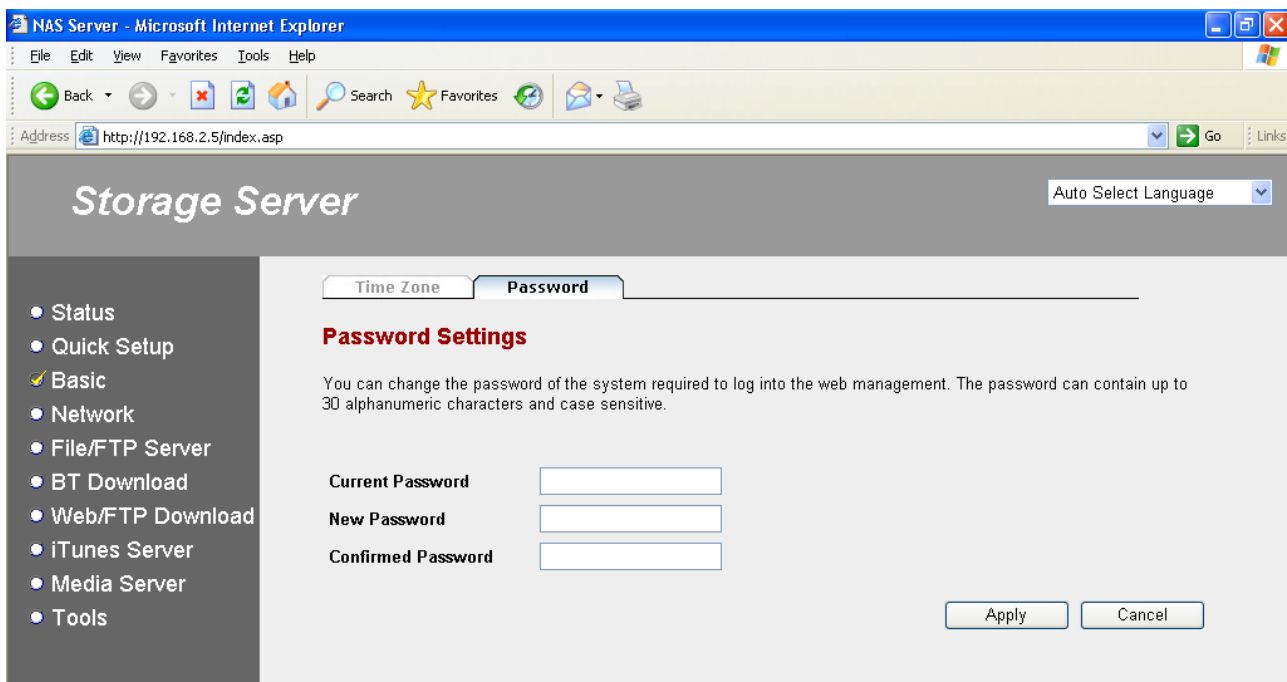 NAS Server - Microsoft Internet Explorer
File Edit View Favorites Tools Help
Back Search Favorites
Address http://192.168.2.5/index.asp Go Links
Storage Server
Auto Select Language
Status
Quick Setup
Basic
Network
File/FTP Server
BT Download
Web/FTP Download
iTunes Server
Media Server
Tools
Time Zone Password
Password Settings
You can change the password of the system required to log into the web management. The password can contain up to
30 alphanumeric characters and case sensitive.
Current Password
New Password
Confirmed Password
Apply Cancel